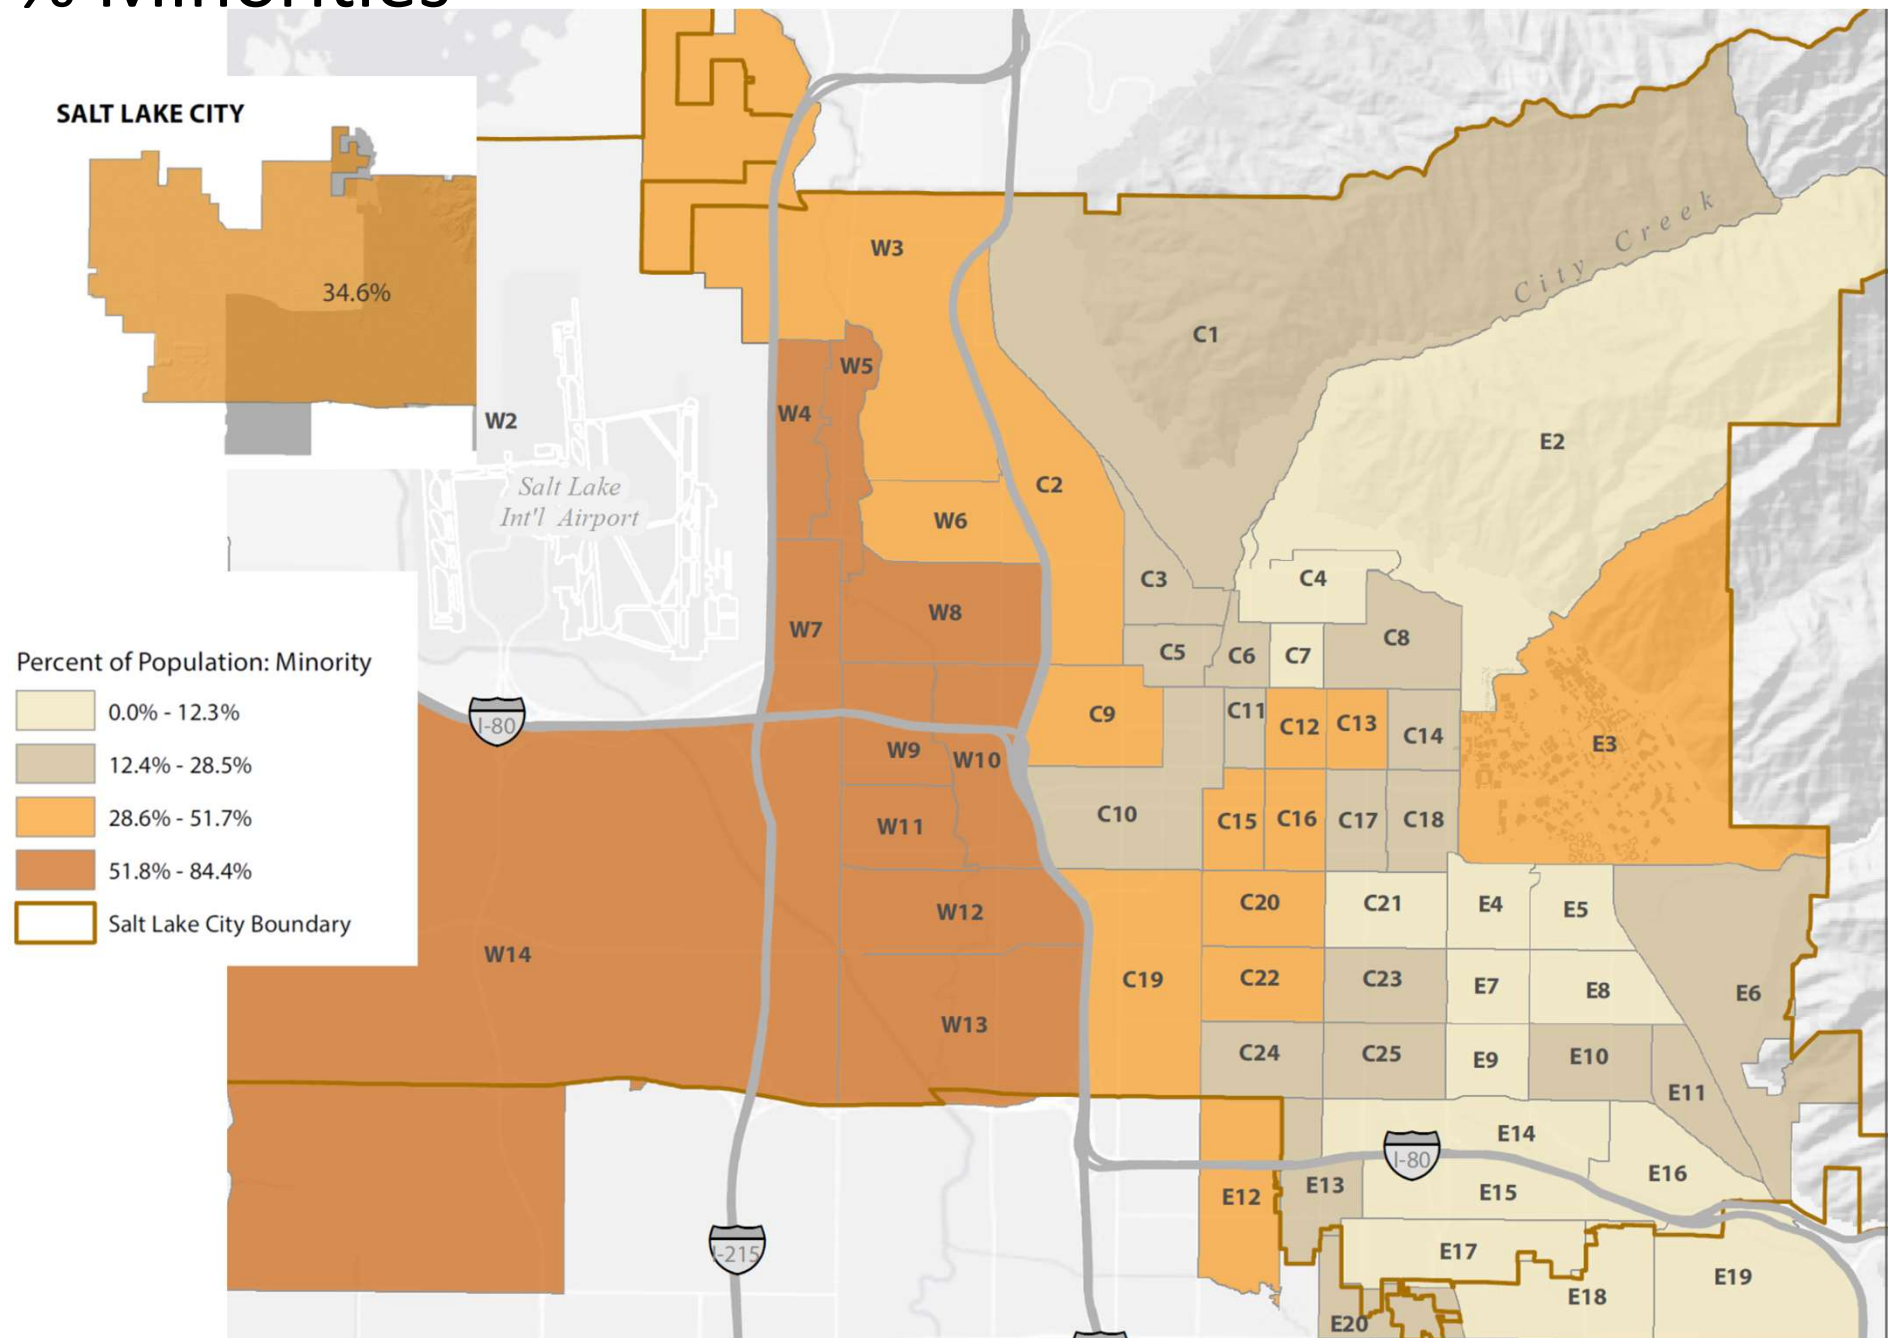 % Minorities
SALT LAKE CITY
34.6%
W2
Salt Lake
Int'l Airport
Percent of Population: Minority
0.0% - 12.3%
12.4% - 28.5%
28.6% - 51.7%
51.8% - 84.4%
Salt Lake City Boundary
City Creek
W3
C1
W5
W4
E2
C2
W6
C3
C4
W8
W7
C8
C5
C6
C7
I-80
C9
C11
C12
C13
C14
E3
W9
W10
C10
C15
C16
C17
C18
W11
W12
C20
C21
E4
E5
W14
C19
C22
C23
E7
E8
E6
W13
C24
C25
E9
E10
E11
E14
I-80
E16
E12
E13
E15
I-215
E17
E19
E18
E20